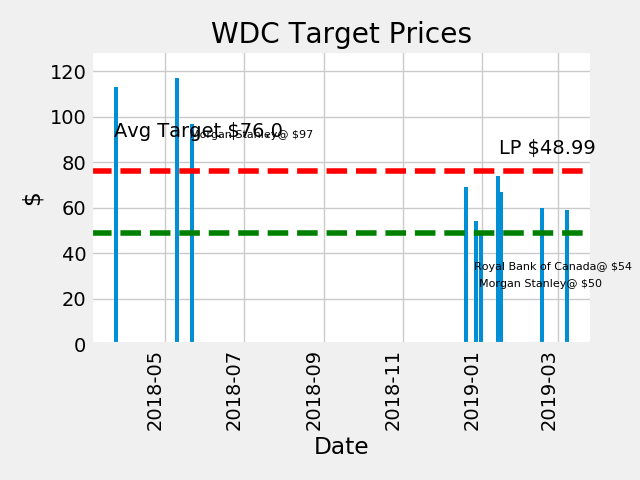 WDC Target Prices
120
100
80
60
40
20
0
$
Avg Target $76.0
Morgan Stanley@ $97
LP $48.99
Royal Bank of Canada@ $54
Morgan Stanley@ $50
2018-05
2018-07
2018-09
2018-11
2019-01
2019-03
Date